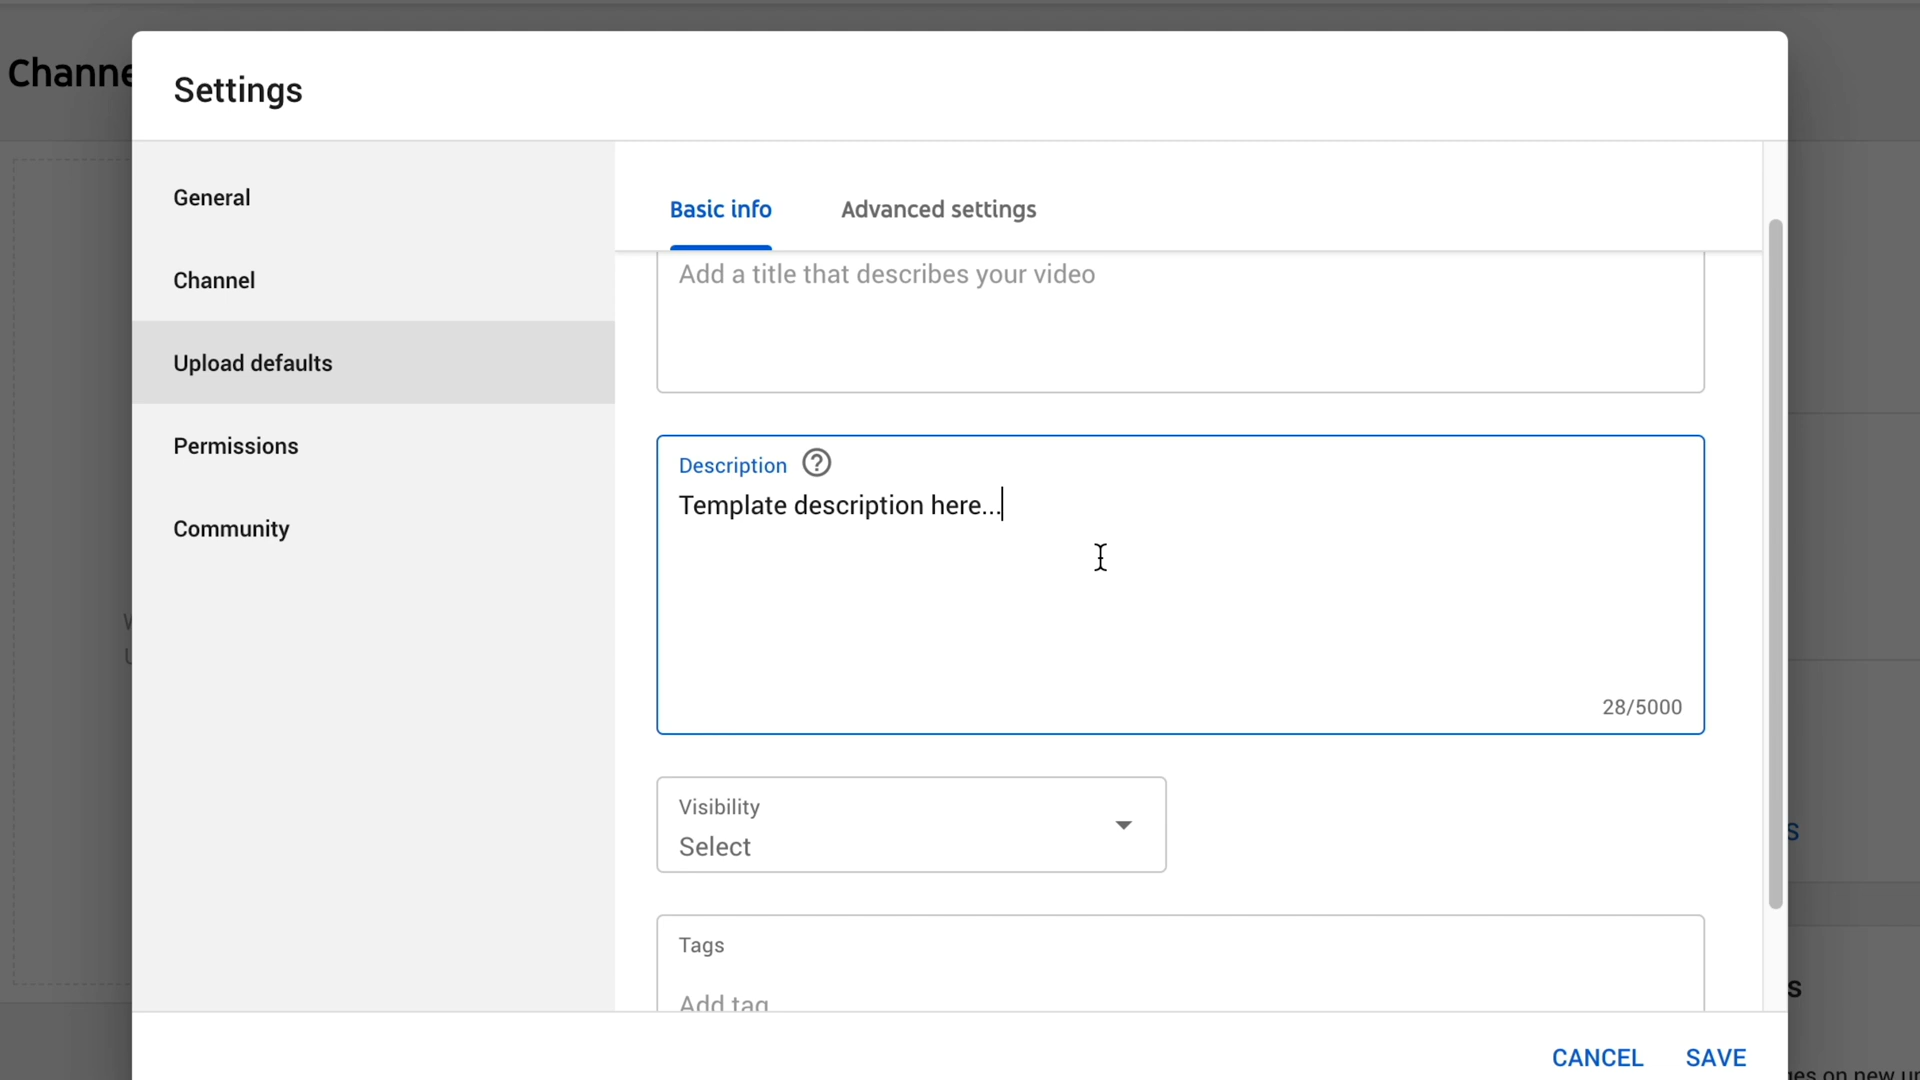 Channe
Settings
General
Channel
Upload defaults
Permissions
Community
Basic info
Advanced settings
Add a title that describes your video
Description
Template description here...
28/5000
Visibility
Select
Tags
Add tag
CANCEL
SAVE